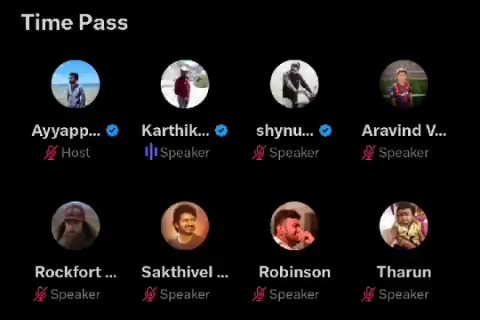 Time Pass
Ayyapp... Karthik... shynu... Aravind V...
Host Speaker Speaker Speaker
Rockfort ... Sakthivel ... Robinson Tharun
Speaker Speaker Speaker Speaker